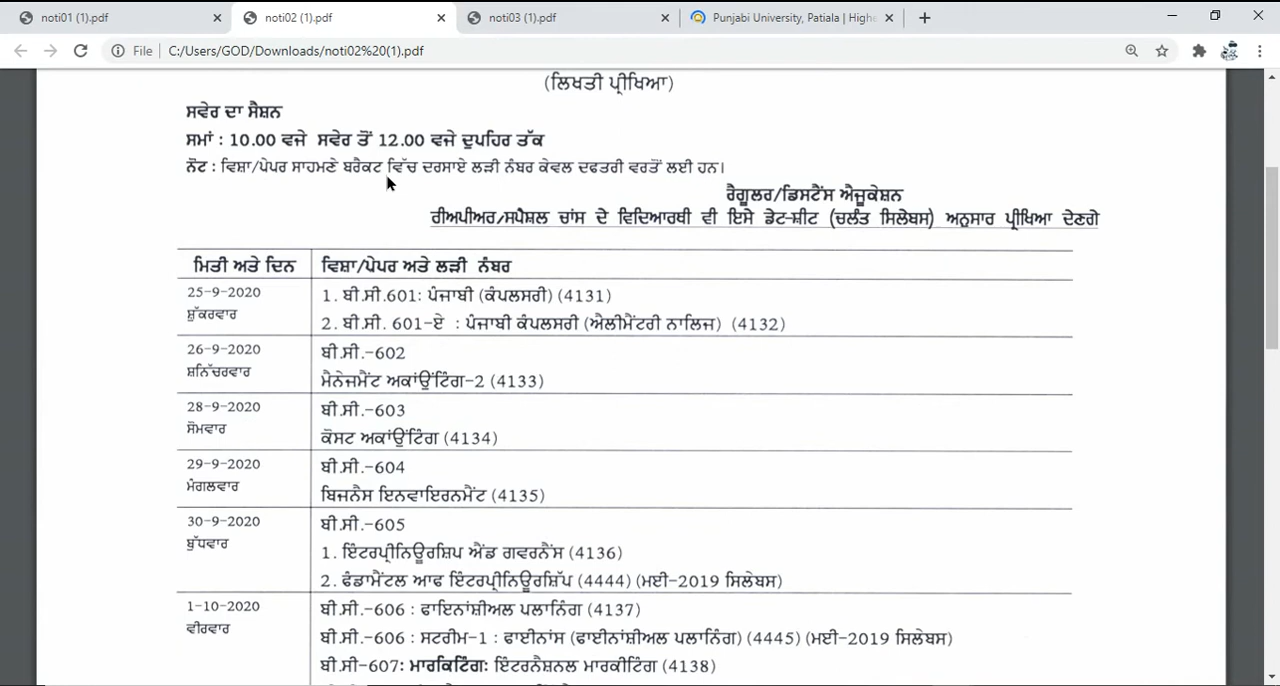 noti01 (1).pdf
noti02 (1).pdf
noti03 (1).pdf
Punjabi University, Patiala | Highe
File C:/Users/GOD/Downloads/noti02%20(1).pdf
(ਲਿਖਤੀ ਪ੍ਰੀਖਿਆ)
ਸਵੇਰ ਦਾ ਸੈਸ਼ਨ
ਸਮਾਂ : 10.00 ਵਜੇ ਸਵੇਰ ਤੋਂ 12.00 ਵਜੇ ਦੁਪਹਿਰ ਤੱਕ
ਨੋਟ : ਵਿਸ਼ਾ/ਪੇਪਰ ਸਾਹਮਣੇ ਬਰੈਕਟ ਵਿੱਚ ਦਰਸਾਏ ਲੜੀ ਨੰਬਰ ਕੇਵਲ ਦਫਤਰੀ ਵਰਤੋਂ ਲਈ ਹਨ।
ਰੈਗੂਲਰ/ਡਿਸਟੈਂਸ ਐਜੂਕੇਸ਼ਨ
ਰੀਅਪੀਅਰ/ਸਪੈਸ਼ਲ ਚਾਂਸ ਦੇ ਵਿਦਿਆਰਥੀ ਵੀ ਇਸੇ ਡੇਟ-ਸ਼ੀਟ (ਚਲੰਤ ਸਿਲੇਬਸ) ਅਨੁਸਾਰ ਪ੍ਰੀਖਿਆ ਦੇਣਗੇ
ਮਿਤੀ ਅਤੇ ਦਿਨ ਵਿਸ਼ਾ/ਪੇਪਰ ਅਤੇ ਲੜੀ ਨੰਬਰ
25-9-2020 1. ਬੀ.ਸੀ.601: ਪੰਜਾਬੀ (ਕੰਪਲਸਰੀ) (4131)
ਸ਼ੁੱਕਰਵਾਰ 2. ਬੀ.ਸੀ. 601-ਏ : ਪੰਜਾਬੀ ਕੰਪਲਸਰੀ (ਐਲੀਮੈਂਟਰੀ ਨਾਲਿਜ) (4132)
26-9-2020 ਬੀ.ਸੀ.-602
ਸ਼ਨਿੱਚਰਵਾਰ ਮੈਨੇਜਮੈਂਟ ਅਕਾਂਉਂਟਿੰਗ-2 (4133)
28-9-2020 ਬੀ.ਸੀ.-603
ਸੋਮਵਾਰ ਕੋਸਟ ਅਕਾਂਉਂਟਿੰਗ (4134)
29-9-2020 ਬੀ.ਸੀ.-604
ਮੰਗਲਵਾਰ ਬਿਜਨੈਸ ਇਨਵਾਇਰਨਮੈਂਟ (4135)
30-9-2020 ਬੀ.ਸੀ.-605
ਬੁੱਧਵਾਰ 1. ਇੰਟਰਪ੍ਰੀਨਿਊਰਸ਼ਿਪ ਐਂਡ ਗਵਰਨੈਂਸ (4136)
2. ਫੰਡਾਮੈਂਟਲ ਆਫ ਇੰਟਰਪ੍ਰੀਨਿਊਰਸ਼ਿੱਪ (4444) (ਮਈ-2019 ਸਿਲੇਬਸ)
1-10-2020 ਬੀ.ਸੀ.-606 : ਫਾਇਨਾਂਸ਼ੀਅਲ ਪਲਾਨਿੰਗ (4137)
ਵੀਰਵਾਰ ਬੀ.ਸੀ.-606 : ਸਟਰੀਮ-1 : ਫਾਈਨਾਂਸ (ਫਾਈਨਾਂਸ਼ੀਅਲ ਪਲਾਨਿੰਗ) (4445) (ਮਈ-2019 ਸਿਲੇਬਸ)
ਬੀ.ਸੀ-607: ਮਾਰਕਿਟਿੰਗ: ਇੰਟਰਨੈਸ਼ਨਲ ਮਾਰਕੀਟਿੰਗ (4138)